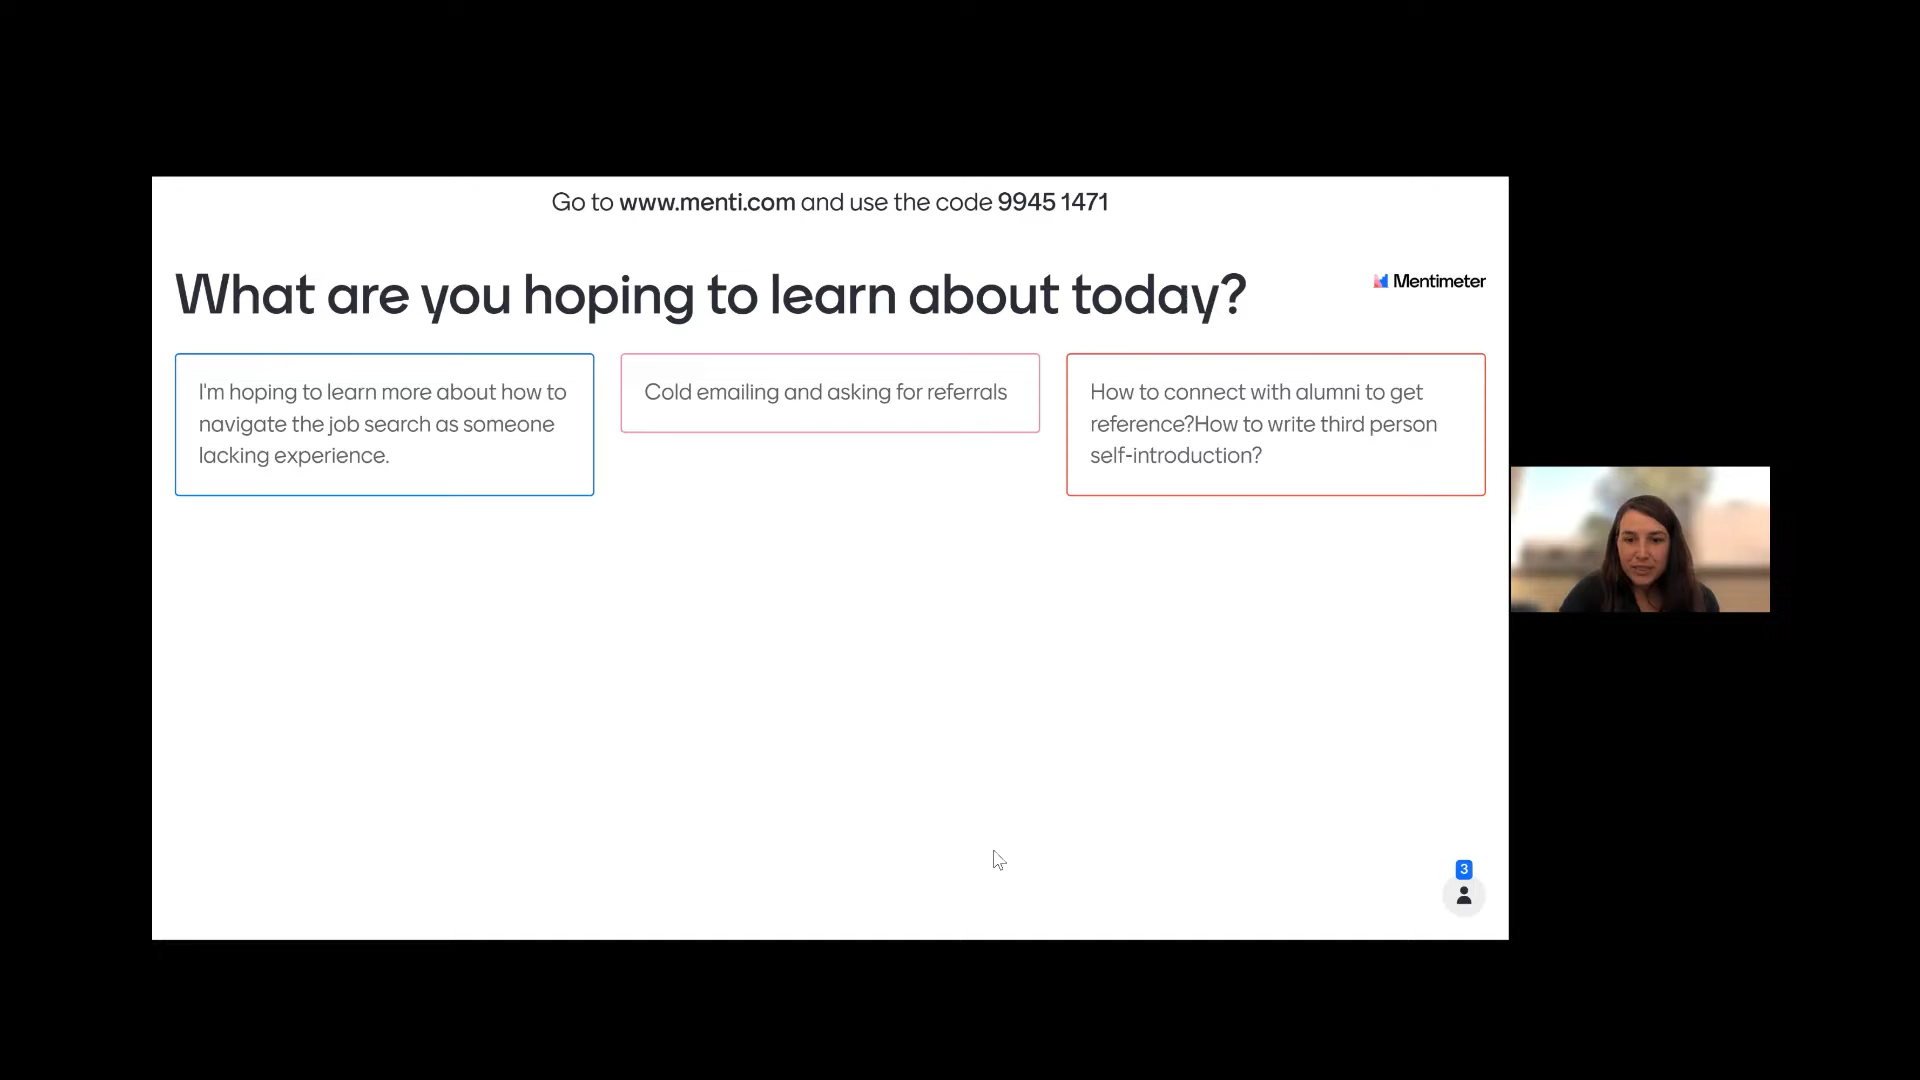 Go to www.menti.com and use the code 9945 1471
What are you hoping to learn about today?
Mentimeter
I'm hoping to learn more about how to
navigate the job search as someone
lacking experience.
Cold emailing and asking for referrals
How to connect with alumni to get
reference?How to write third person
self-introduction?
3